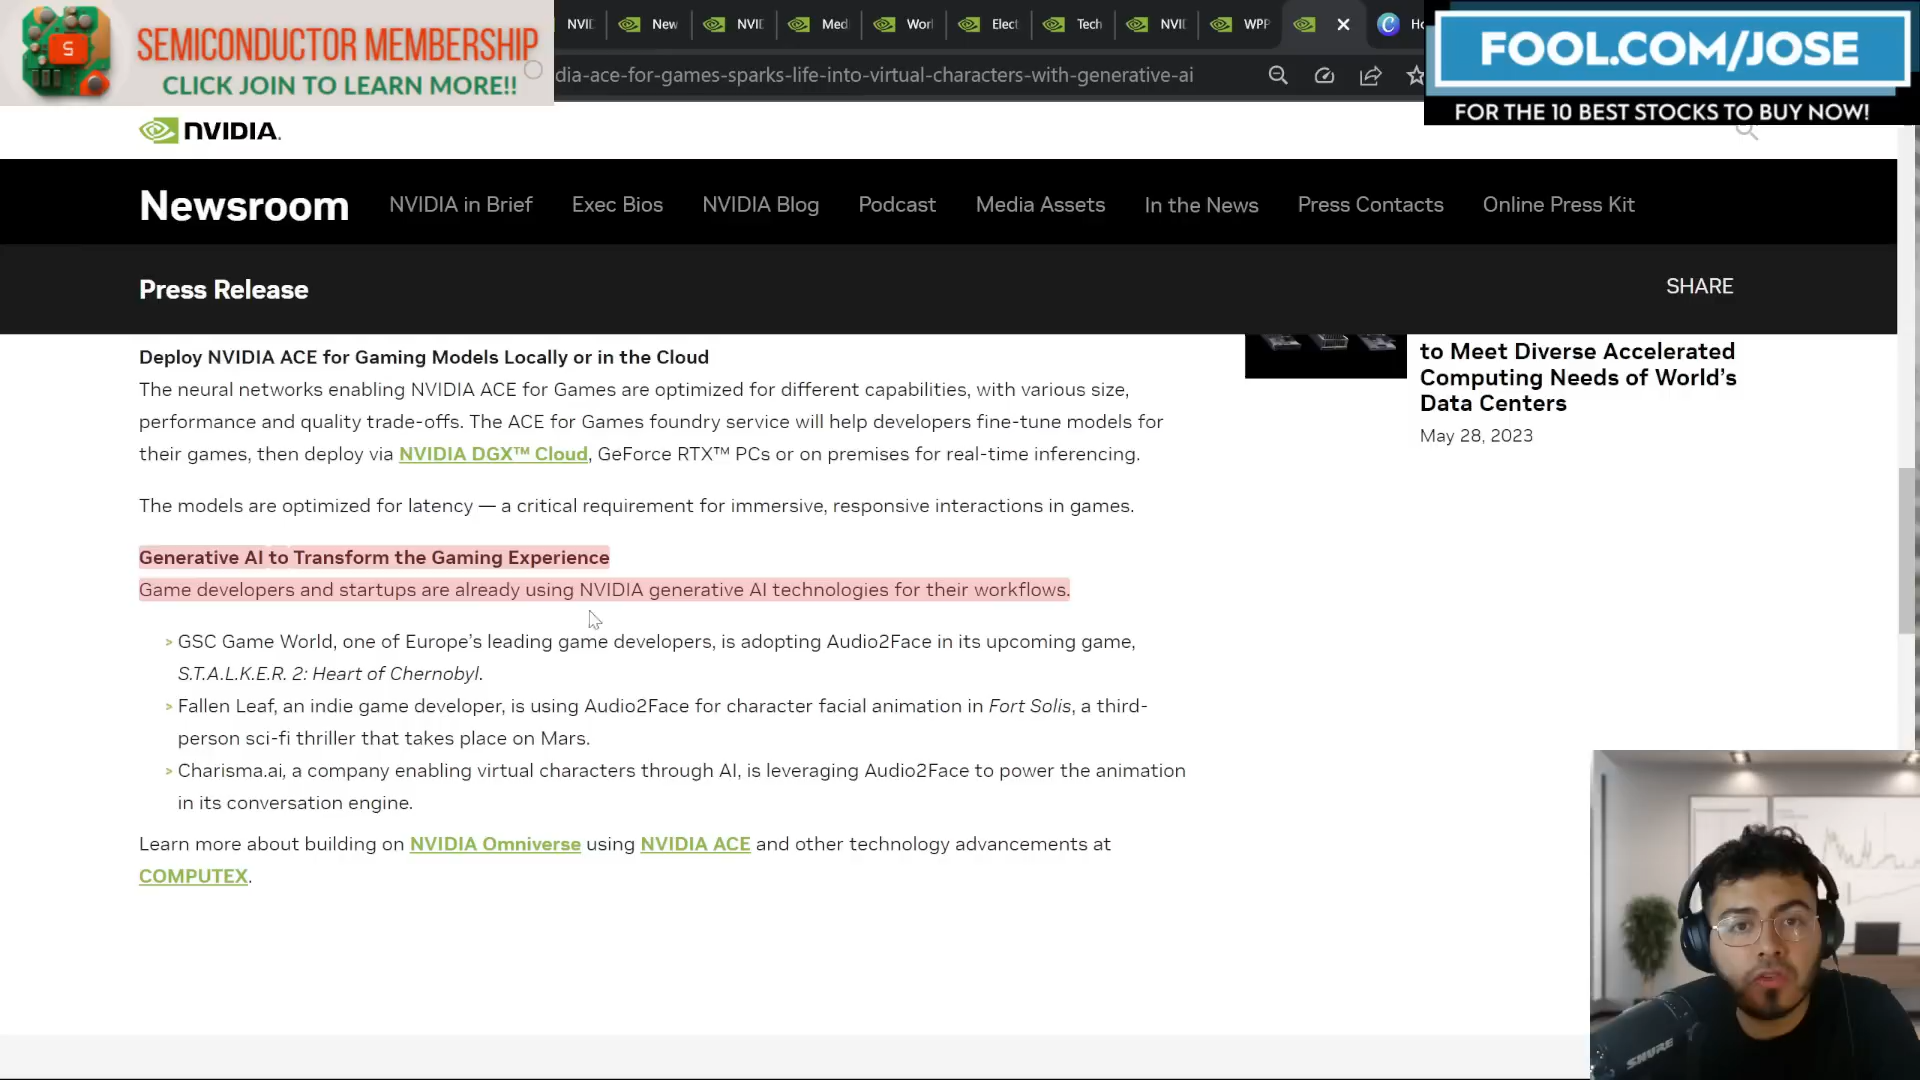 SEMICONDUCTOR MEMBERSHIP
CLICK JOIN TO LEARN MORE!!
S
NVID
New
NVID
Med
Worl
Elect
Tech
NVID
WPP
Ho
dia-ace-for-games-sparks-life-into-virtual-characters-with-generative-ai
FOOL.COM/JOSE
FOR THE 10 BEST STOCKS TO BUY NOW!
NVIDIA.
Newsroom
NVIDIA in Brief
Exec Bios
NVIDIA Blog
Podcast
Media Assets
In the News
Press Contacts
Online Press Kit
Press Release
SHARE
Deploy NVIDIA ACE for Gaming Models Locally or in the Cloud
The neural networks enabling NVIDIA ACE for Games are optimized for different capabilities, with various size,
performance and quality trade-offs. The ACE for Games foundry service will help developers fine-tune models for
their games, then deploy via NVIDIA DGX™ Cloud, GeForce RTX™ PCs or on premises for real-time inferencing.
The models are optimized for latency — a critical requirement for immersive, responsive interactions in games.
Generative AI to Transform the Gaming Experience
Game developers and startups are already using NVIDIA generative AI technologies for their workflows.
> GSC Game World, one of Europe’s leading game developers, is adopting Audio2Face in its upcoming game,
S.T.A.L.K.E.R. 2: Heart of Chernobyl.
> Fallen Leaf, an indie game developer, is using Audio2Face for character facial animation in Fort Solis, a third-
person sci-fi thriller that takes place on Mars.
> Charisma.ai, a company enabling virtual characters through AI, is leveraging Audio2Face to power the animation
in its conversation engine.
Learn more about building on NVIDIA Omniverse using NVIDIA ACE and other technology advancements at
COMPUTEX.
to Meet Diverse Accelerated
Computing Needs of World’s
Data Centers
May 28, 2023
SHURE